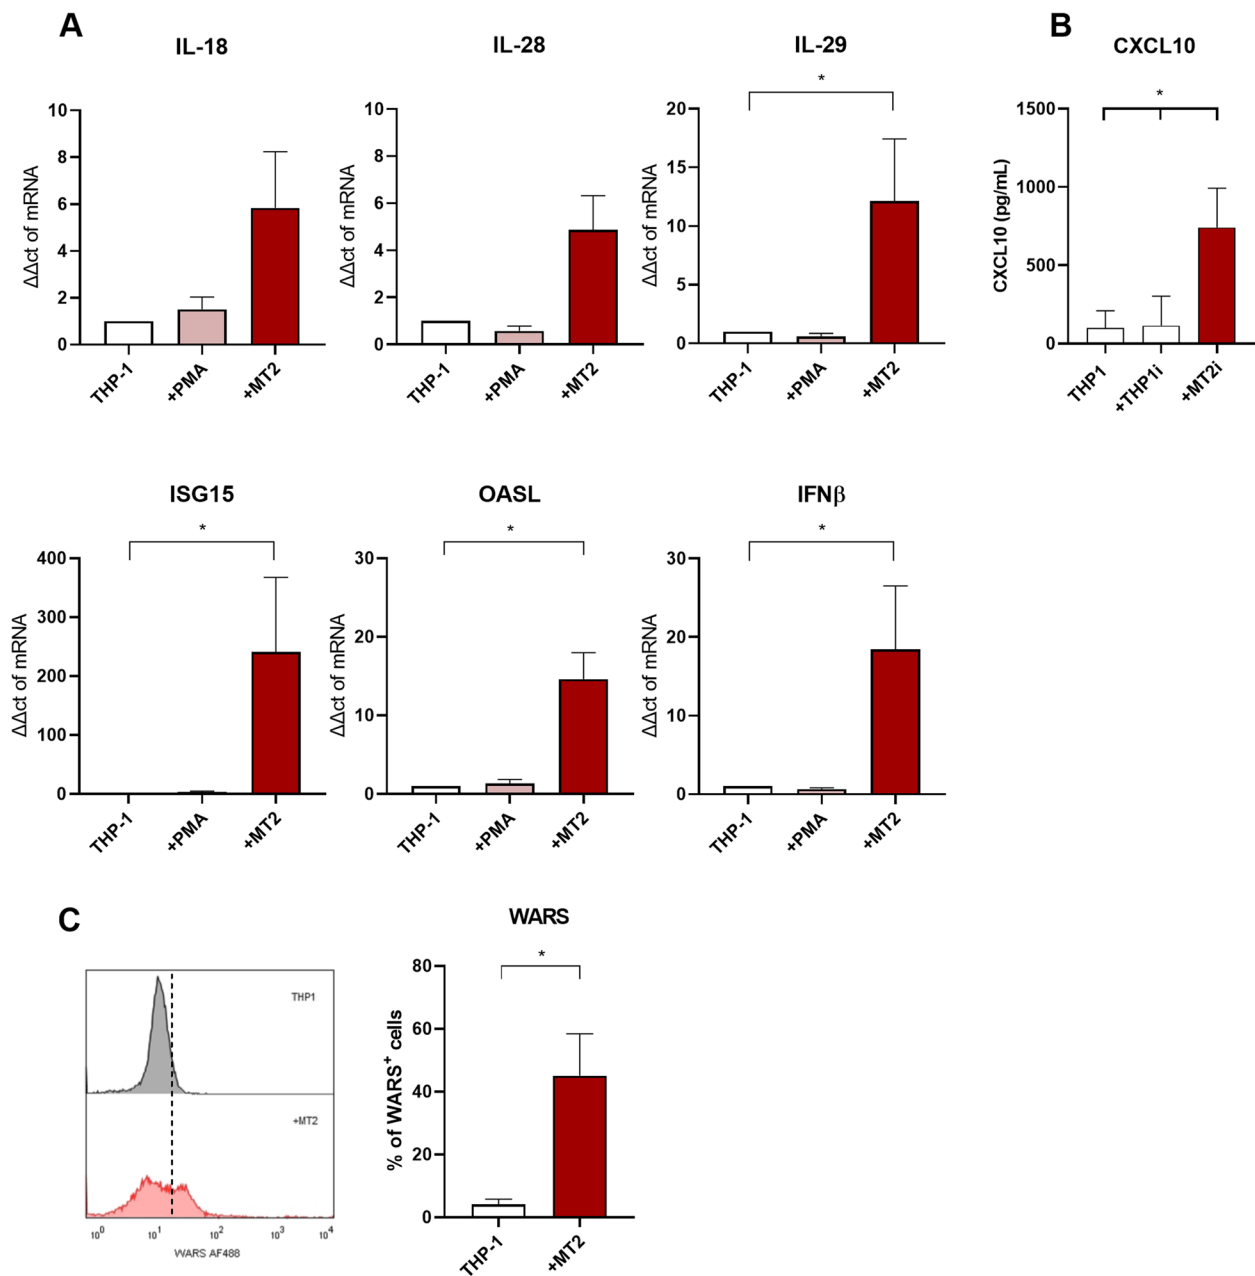 A
IL-18
10
8
6
4
2
0
ΔΔct of mRNA
THP-1
+PMA
+MT2
IL-28
10
8
6
4
2
0
ΔΔct of mRNA
THP-1
+PMA
+MT2
IL-29
*
20
15
10
5
0
ΔΔct of mRNA
THP-1
+PMA
+MT2
B
CXCL10
*
1500
1000
500
0
CXCL10 (pg/mL)
THP1
+THP1i
+MT2i
ISG15
*
400
300
200
100
0
ΔΔct of mRNA
THP-1
+PMA
+MT2
OASL
*
30
20
10
0
ΔΔct of mRNA
THP-1
+PMA
+MT2
IFNβ
*
30
20
10
0
ΔΔct of mRNA
THP-1
+PMA
+MT2
C
THP1
+MT2
10⁰ 10¹ 10² 10³ 10⁴
WARS AF488
WARS
*
80
60
40
20
0
% of WARS⁺ cells
THP-1
+MT2